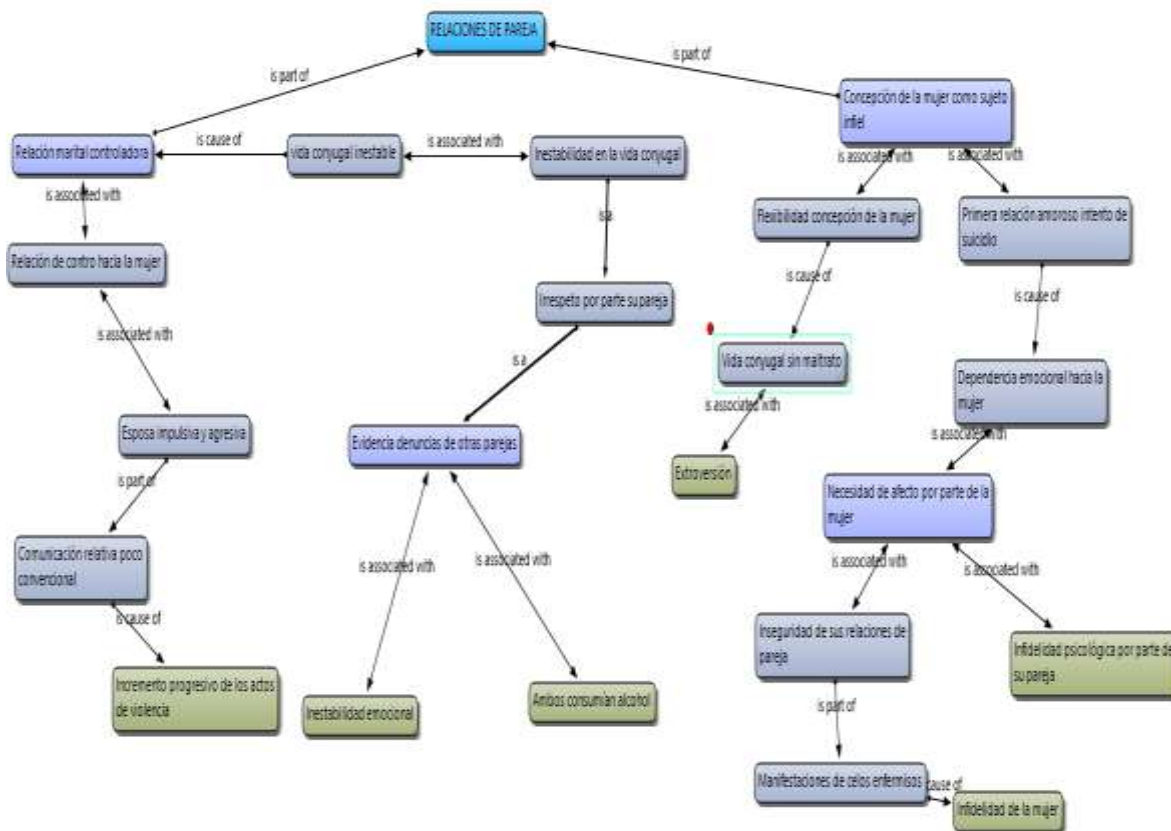 RELACIONES DE PAREJA
is part of
is part of
Concepción de la mujer como sujeto
infiel
Relación marital controladora
is cause of
vida conyugal inestable
is associated with
Inestabilidad en la vida conyugal
is associated with
is associated with
is associated with
is a
Flexibilidad concepción de la mujer
Primera relación amoroso intento de
suicidio
Relación de contro hacia la mujer
is cause of
is cause of
Irrespeto por parte su pareja
is associated with
is a
Vida conyugal sin maltrato
Dependencia emocional hacia la
mujer
is associated with
Esposa impulsiva y agresiva
Evidencia denuncias de otras parejas
is associated with
is part of
Extroversión
Necesidad de afecto por parte de la
mujer
Comunicación relativa poco
convencional
is associated with
is associated with
is associated with
is associated with
is cause of
Inseguridad de sus relaciones de
pareja
Infidelidad psicológica por parte de
su pareja
Incremento progresivo de los actos
de violencia
Inestabilidad emocional
Ambos consumían alcohol
is part of
Manifestaciones de celos enfermisos
cause of
Infidelidad de la mujer